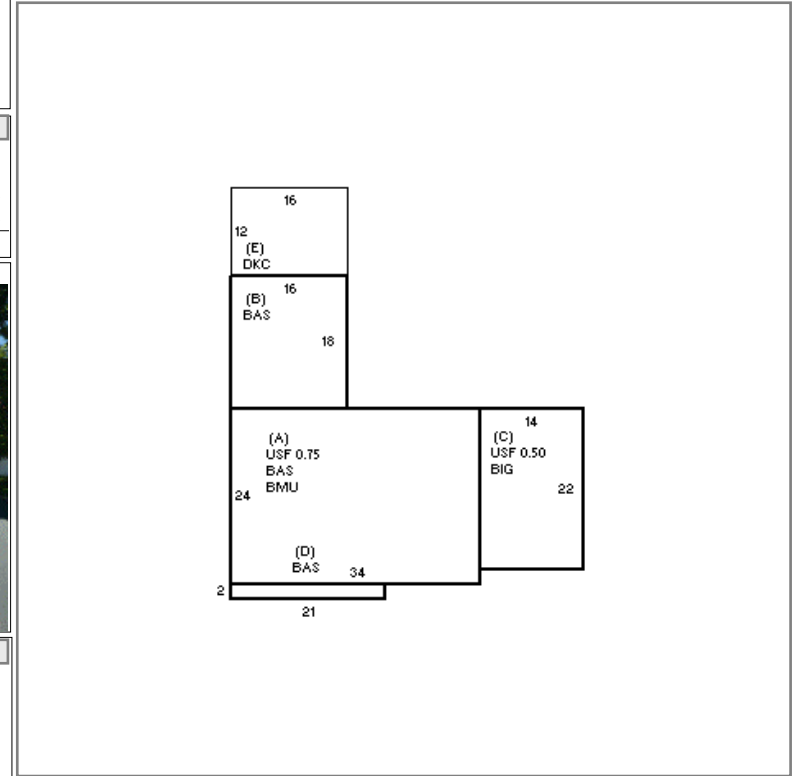 16
12
(E)
DKC
16
(B)
BAS
18
14
(A)
(C)
USF 0.75
USF 0.50
BAS
BIG
BMU
22
24
(D)
BAS
34
2
21